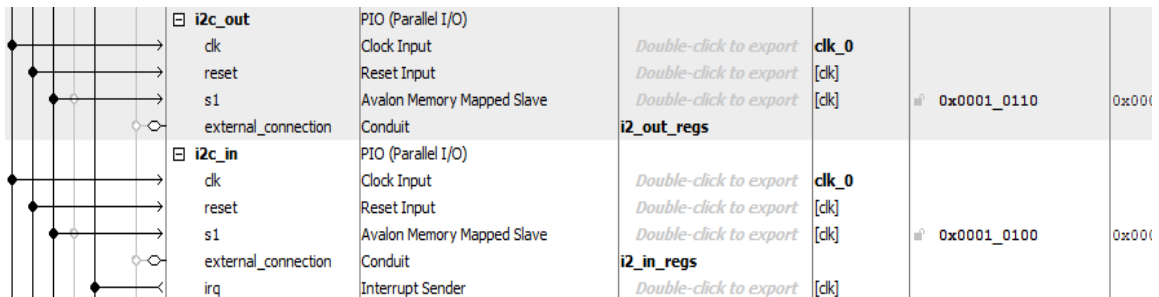 i2c_out PIO (Parallel I/O)
clk Clock Input Double-click to export clk_0
reset Reset Input Double-click to export [clk]
s1 Avalon Memory Mapped Slave Double-click to export [clk] 0x0001_0110 0x000
external_connection Conduit i2_out_regs
i2c_in PIO (Parallel I/O)
clk Clock Input Double-click to export clk_0
reset Reset Input Double-click to export [clk]
s1 Avalon Memory Mapped Slave Double-click to export [clk] 0x0001_0100 0x000
external_connection Conduit i2_in_regs
irq Interrupt Sender Double-click to export [clk]